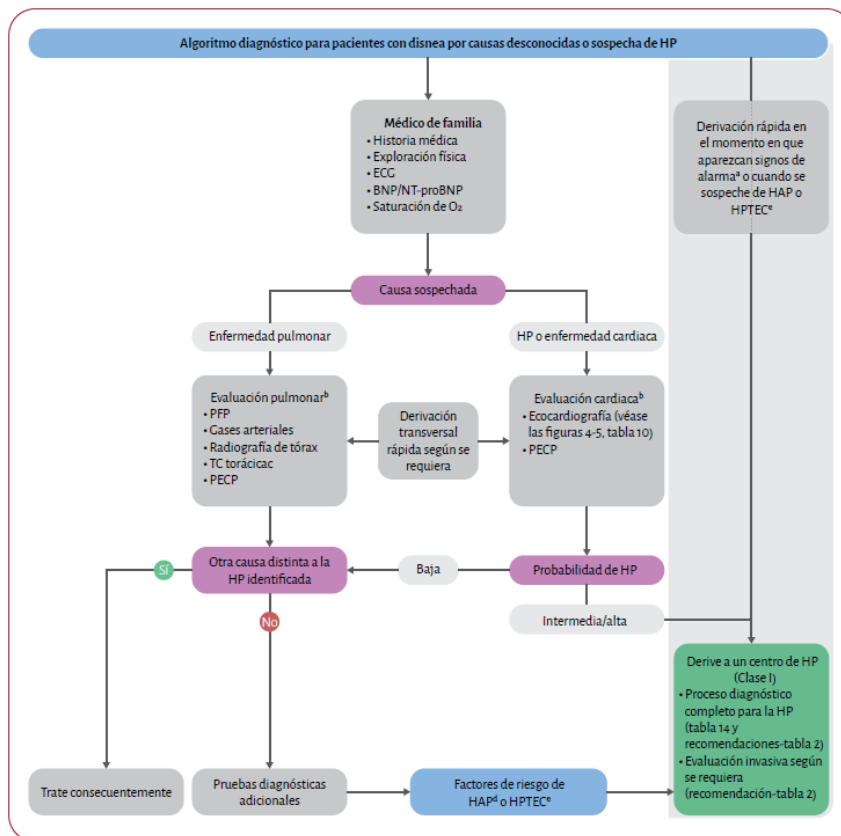 Algoritmo diagnóstico para pacientes con disnea por causas desconocidas o sospecha de HP
Médico de familia
• Historia médica
• Exploración física
• ECG
• BNP/NT-proBNP
• Saturación de O₂
Derivación rápida en
el momento en que
aparezcan signos de
alarmaᵃ o cuando se
sospeche de HAP o
HPTECᵉ
Causa sospechada
Enfermedad pulmonar
HP o enfermedad cardiaca
Evaluación pulmonarᵇ
• PFP
• Gases arteriales
• Radiografía de tórax
• TC torácicac
• PECP
Derivación
transversal
rápida según se
requiera
Evaluación cardiacaᵇ
• Ecocardiografía (véase
las figuras 4-5, tabla 10)
• PECP
Sí
Otra causa distinta a la
HP identificada
Baja
Probabilidad de HP
No
Intermedia/alta
Derive a un centro de HP
(Clase I)
• Proceso diagnóstico
completo para la HP
(tabla 14 y
recomendaciones-tabla 2)
• Evaluación invasiva según
se requiera
(recomendación-tabla 2)
Trate consecuentemente
Pruebas diagnósticas
adicionales
Factores de riesgo de
HAPᵈ o HPTECᵉ